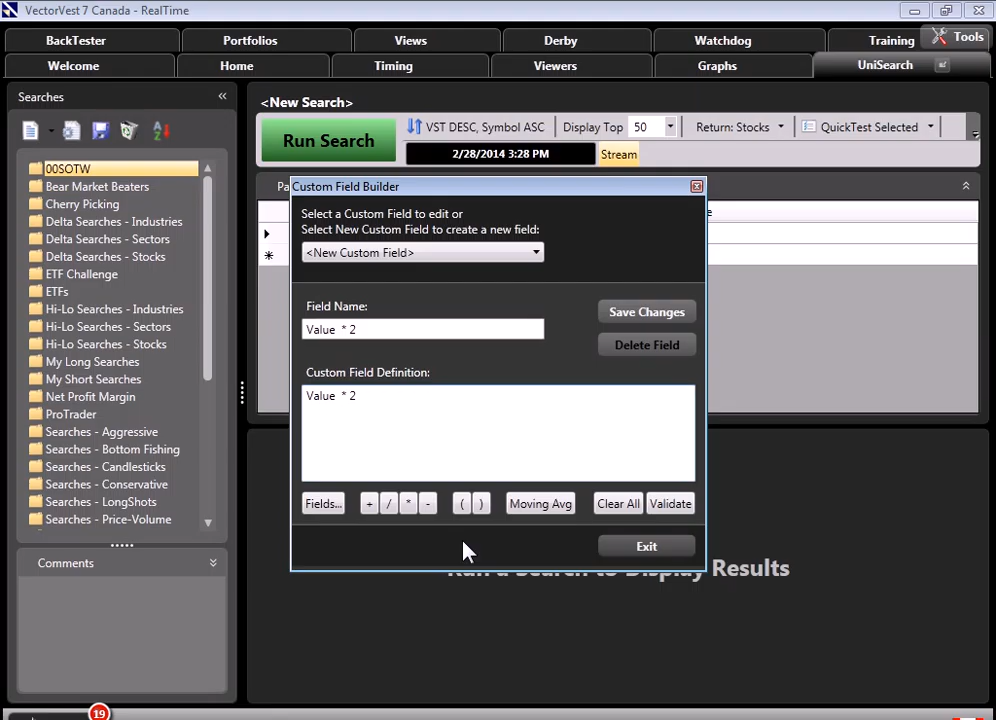 VectorVest 7 Canada - RealTime
BackTester
Portfolios
Views
Derby
Watchdog
Training
Tools
Welcome
Home
Timing
Viewers
Graphs
UniSearch
Searches
«
<New Search>
Run Search
VST DESC, Symbol ASC
Display Top
50
Return: Stocks
QuickTest Selected
2/28/2014 3:28 PM
Stream
00SOTW
Bear Market Beaters
Cherry Picking
Delta Searches - Industries
Delta Searches - Sectors
Delta Searches - Stocks
ETF Challenge
ETFs
Hi-Lo Searches - Industries
Hi-Lo Searches - Sectors
Hi-Lo Searches - Stocks
My Long Searches
My Short Searches
Net Profit Margin
ProTrader
Searches - Aggressive
Searches - Bottom Fishing
Searches - Candlesticks
Searches - Conservative
Searches - LongShots
Searches - Price-Volume
Comments
Pa
e
Custom Field Builder
Select a Custom Field to edit or
Select New Custom Field to create a new field:
<New Custom Field>
Field Name:
Value * 2
Save Changes
Delete Field
Custom Field Definition:
Value * 2
Fields...
+
/
*
-
(
)
Moving Avg
Clear All
Validate
Exit
Run a Search to Display Results
19